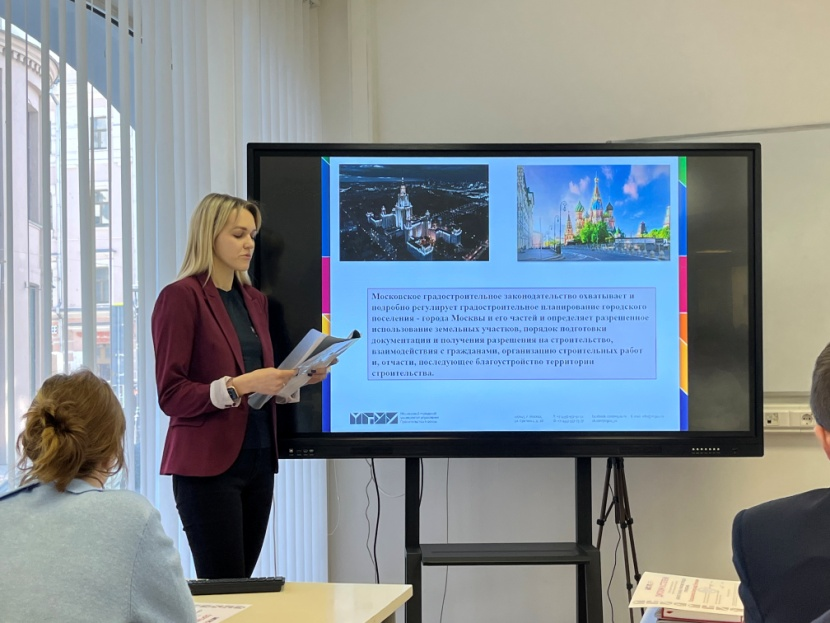 Московское градостроительное законодательство охватывает и
подробно регулирует градостроительное планирование городского
поселения - города Москвы и его частей и определяет разрешенное
использование земельных участков, порядок подготовки
документации и получения разрешения на строительство,
взаимодействия с гражданами, организацию строительных работ
и, отчасти, последующее благоустройство территории
строительства.
МГУУ